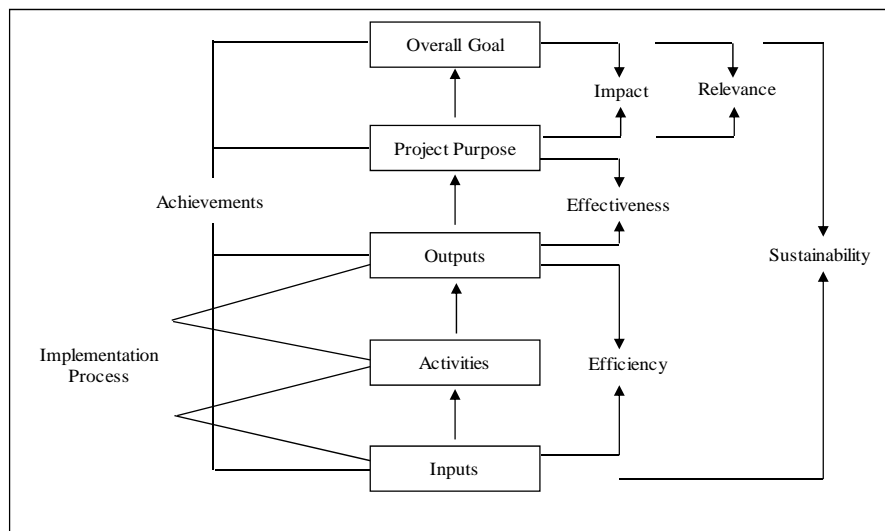 Overall Goal
Impact
Relevance
Project Purpose
Achievements
Effectiveness
Outputs
Sustainability
Implementation
Process
Activities
Efficiency
Inputs